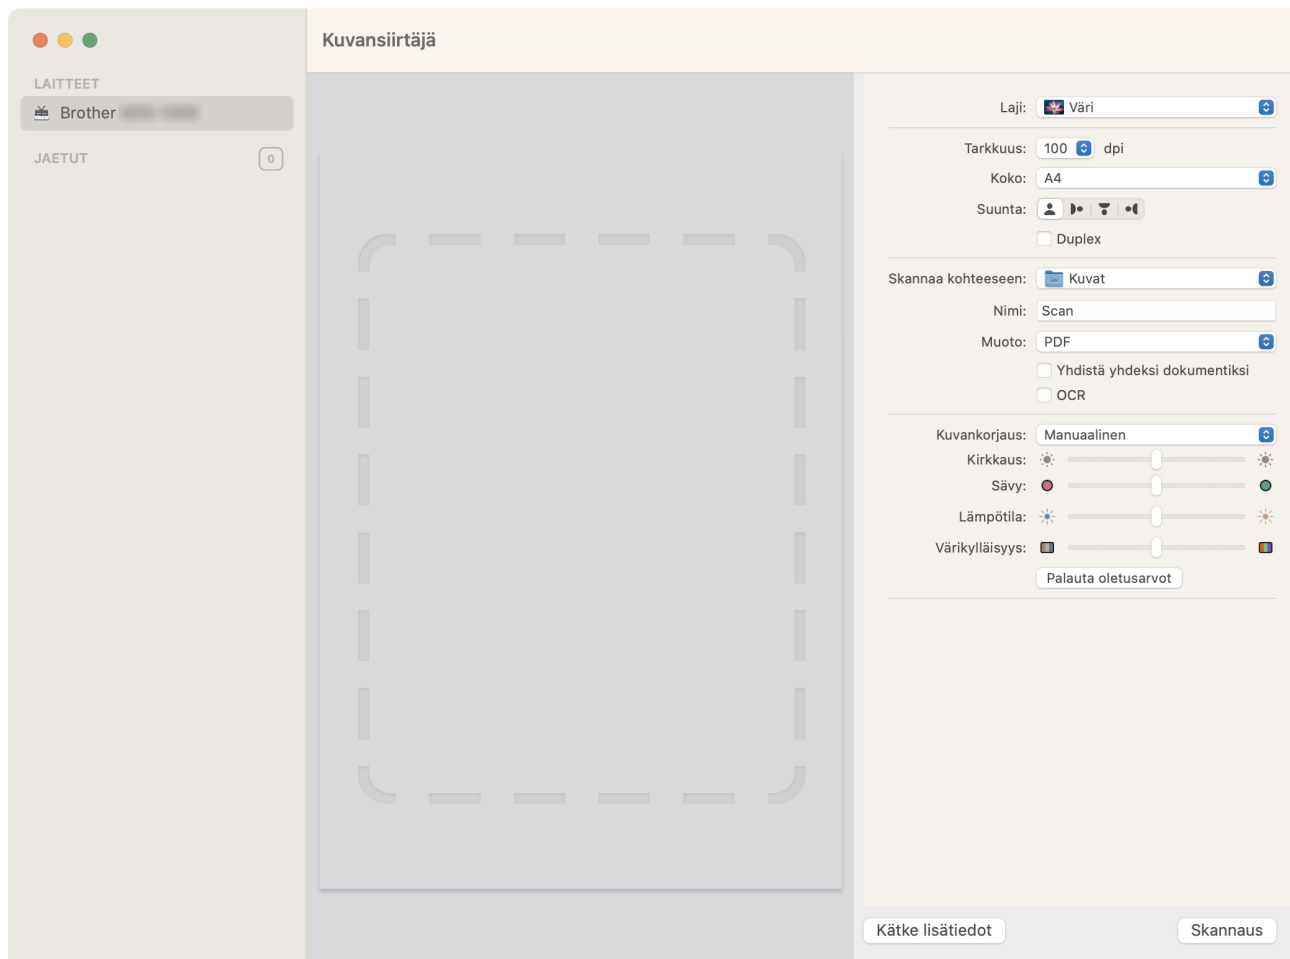 Kuvansiirtäjä
LAITTEET
Brother
JAETUT 0
Laji: Väri
Tarkkuus: 100 dpi
Koko: A4
Suunta:
Duplex
Skannaa kohteeseen: Kuvat
Nimi: Scan
Muoto: PDF
Yhdistä yhdeksi dokumentiksi
OCR
Kuvankorjaus: Manuaalinen
Kirkkaus:
Sävy:
Lämpötila:
Värikylläisyys:
Palauta oletusarvot
Kätke lisätiedot
Skannaus